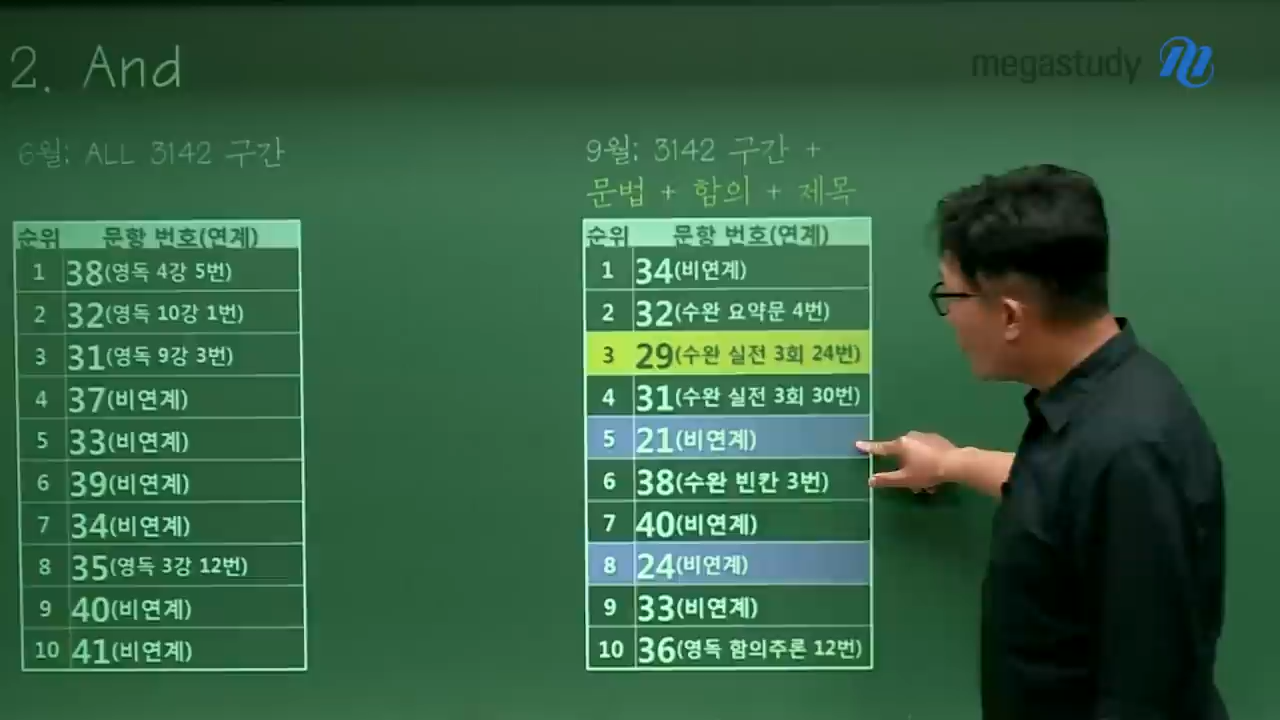 2. And
megastudy
6월: ALL 3142 구간
순위 문항 번호(연계)
1 38(영독 4강 5번)
2 32(영독 10강 1번)
3 31(영독 9강 3번)
4 37(비연계)
5 33(비연계)
6 39(비연계)
7 34(비연계)
8 35(영독 3강 12번)
9 40(비연계)
10 41(비연계)
9월: 3142 구간 +
문법 + 함의 + 제목
순위 문항 번호(연계)
1 34(비연계)
2 32(수완 요약문 4번)
3 29(수완 실전 3회 24번)
4 31(수완 실전 3회 30번)
5 21(비연계)
6 38(수완 빈칸 3번)
7 40(비연계)
8 24(비연계)
9 33(비연계)
10 36(영독 함의추론 12번)